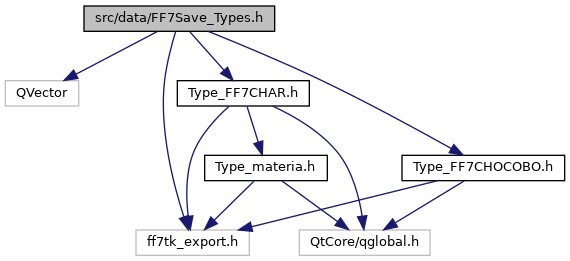 src/data/FF7Save_Types.h
QVector
Type_FF7CHAR.h
Type_materia.h
Type_FF7CHOCOBO.h
ff7tk_export.h
QtCore/qglobal.h